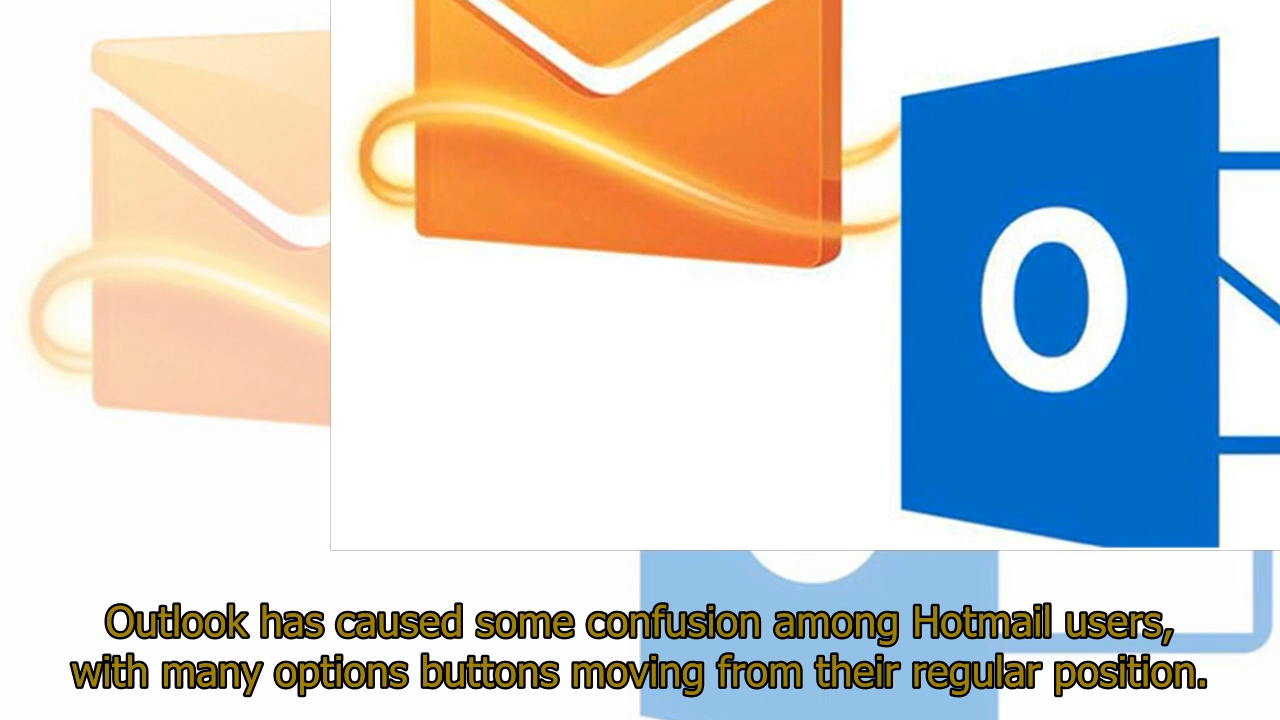 O
Outlook has caused some confusion among Hotmail users,
with many options buttons moving from their regular position.